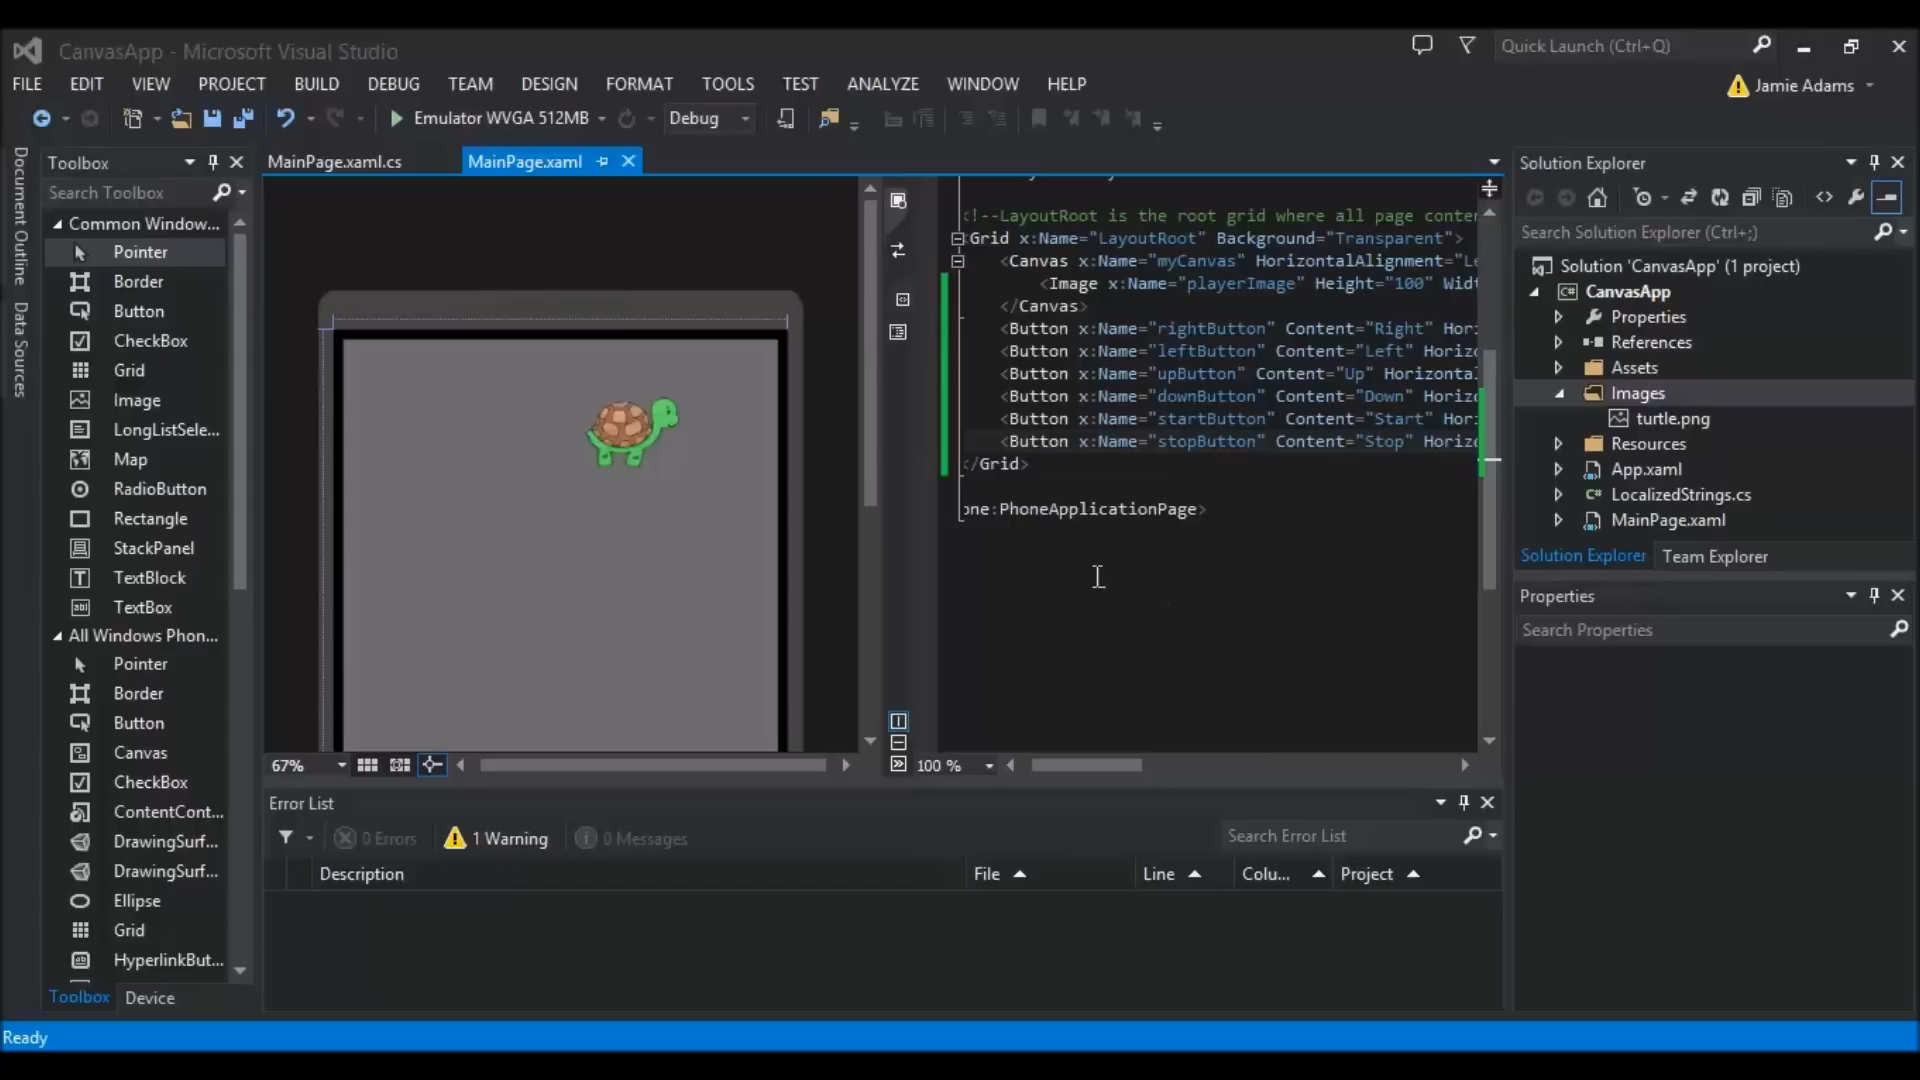 CanvasApp - Microsoft Visual Studio
Quick Launch (Ctrl+Q)
FILE EDIT VIEW PROJECT BUILD DEBUG TEAM DESIGN FORMAT TOOLS TEST ANALYZE WINDOW HELP
Jamie Adams
Emulator WVGA 512MB
Debug
Document Outline
Data Sources
Toolbox
Search Toolbox
Common Window...
Pointer
Border
Button
CheckBox
Grid
Image
LongListSele...
Map
RadioButton
Rectangle
StackPanel
TextBlock
TextBox
All Windows Phon...
Pointer
Border
Button
Canvas
CheckBox
ContentCont...
DrawingSurf...
DrawingSurf...
Ellipse
Grid
HyperlinkBut...
Toolbox Device
MainPage.xaml.cs MainPage.xaml
67%
<!--LayoutRoot is the root grid where all page conten
Grid x:Name="LayoutRoot" Background="Transparent">
<Canvas x:Name="myCanvas" HorizontalAlignment="Le
<Image x:Name="playerImage" Height="100" Widt
</Canvas>
<Button x:Name="rightButton" Content="Right" Hori
<Button x:Name="leftButton" Content="Left" Horizo
<Button x:Name="upButton" Content="Up" Horizontal
<Button x:Name="downButton" Content="Down" Horizo
<Button x:Name="startButton" Content="Start" Hor
<Button x:Name="stopButton" Content="Stop" Horizo
</Grid>
one:PhoneApplicationPage>
100 %
Error List
0 Errors
1 Warning
0 Messages
Search Error List
Description File Line Colu... Project
Solution Explorer
Search Solution Explorer (Ctrl+;)
Solution 'CanvasApp' (1 project)
C# CanvasApp
Properties
References
Assets
Images
turtle.png
Resources
App.xaml
C# LocalizedStrings.cs
MainPage.xaml
Solution Explorer Team Explorer
Properties
Search Properties
Ready